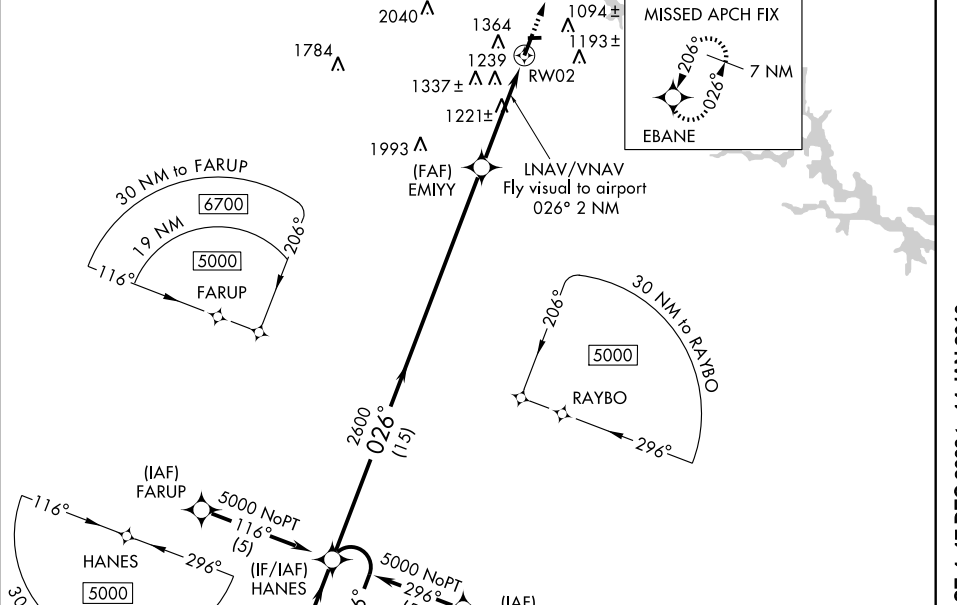 2040
1364
1094±
MISSED APCH FIX
1784
1239
1193±
206°
026°
7 NM
RW02
1337±
1221±
EBANE
1993
(FAF)
EMIYY
LNAV/VNAV
Fly visual to airport
026° 2 NM
30 NM to FARUP
6700
19 NM
5000
206°
116°
FARUP
30 NM to RAYBO
206°
5000
RAYBO
296°
2600
026°
(15)
(IAF)
FARUP
5000 NoPT
116°
(5)
116°
HANES
296°
5000
30
(IF/IAF)
HANES
5000 NoPT
296°
(IAF)